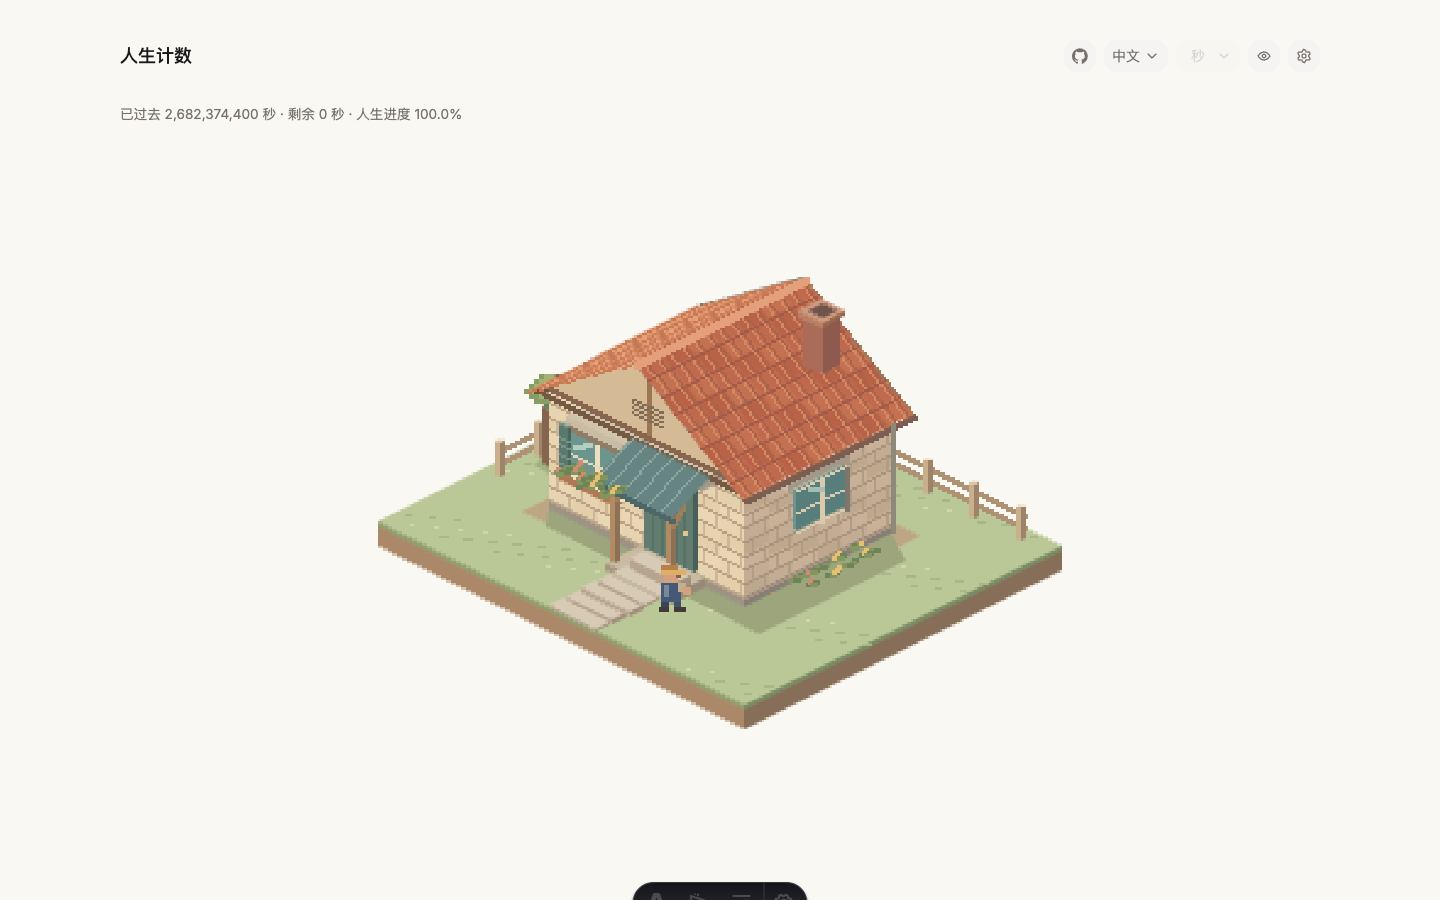 人生计数
中文
秒
已过去 2,682,374,400 秒 · 剩余 0 秒 · 人生进度 100.0%